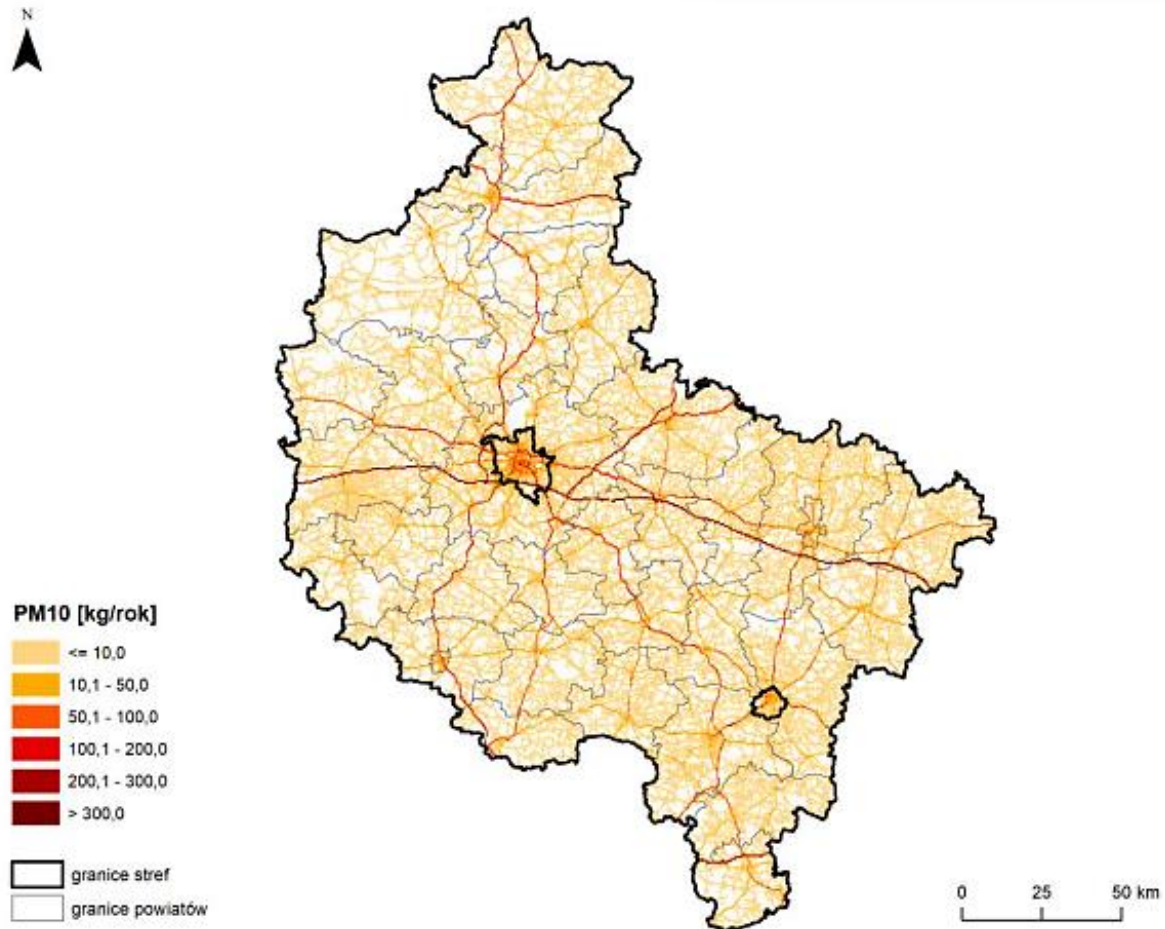 N
PM10 [kg/rok]
<= 10,0
10,1 - 50,0
50,1 - 100,0
100,1 - 200,0
200,1 - 300,0
> 300,0
granice stref
granice powiatów
0 25 50 km